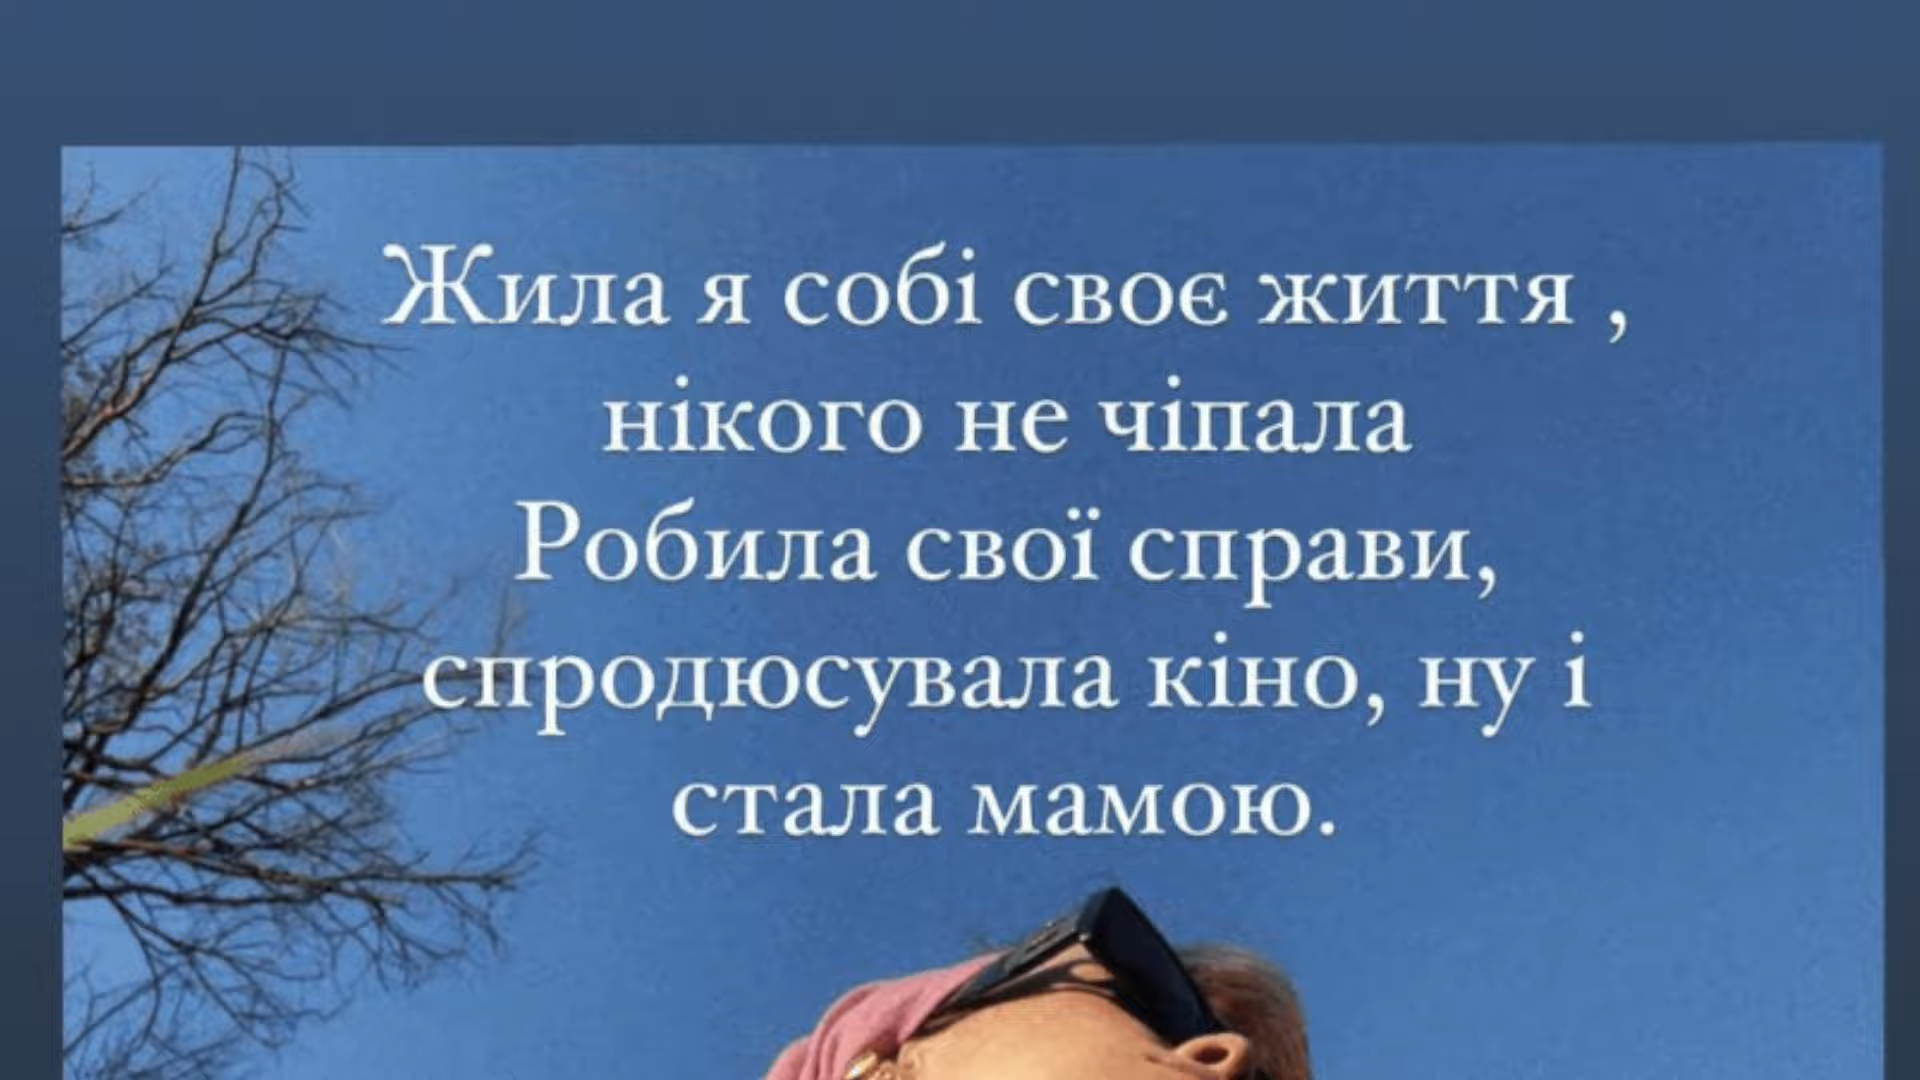 Жила я собі своє життя ,
нікого не чіпала
Робила свої справи,
спродюсувала кіно, ну і
стала мамою.